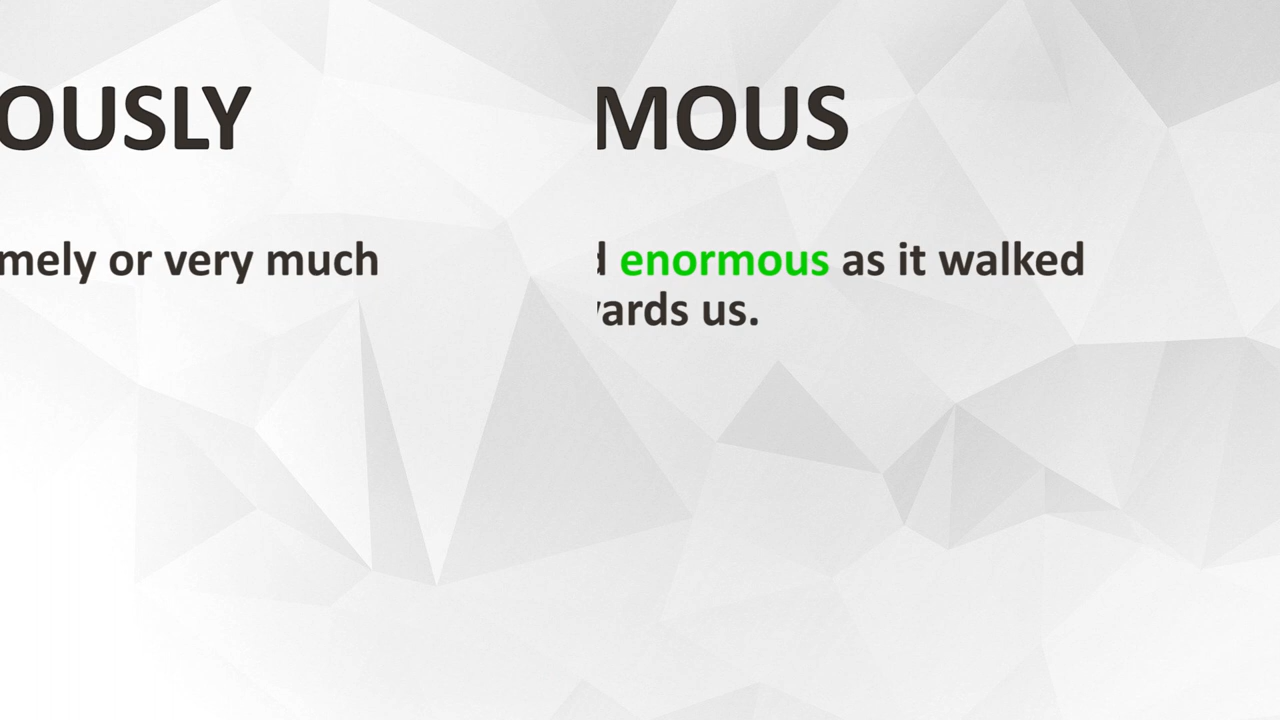 OUSLY
mely or very much
MOUS
enormous as it walked
ards us.